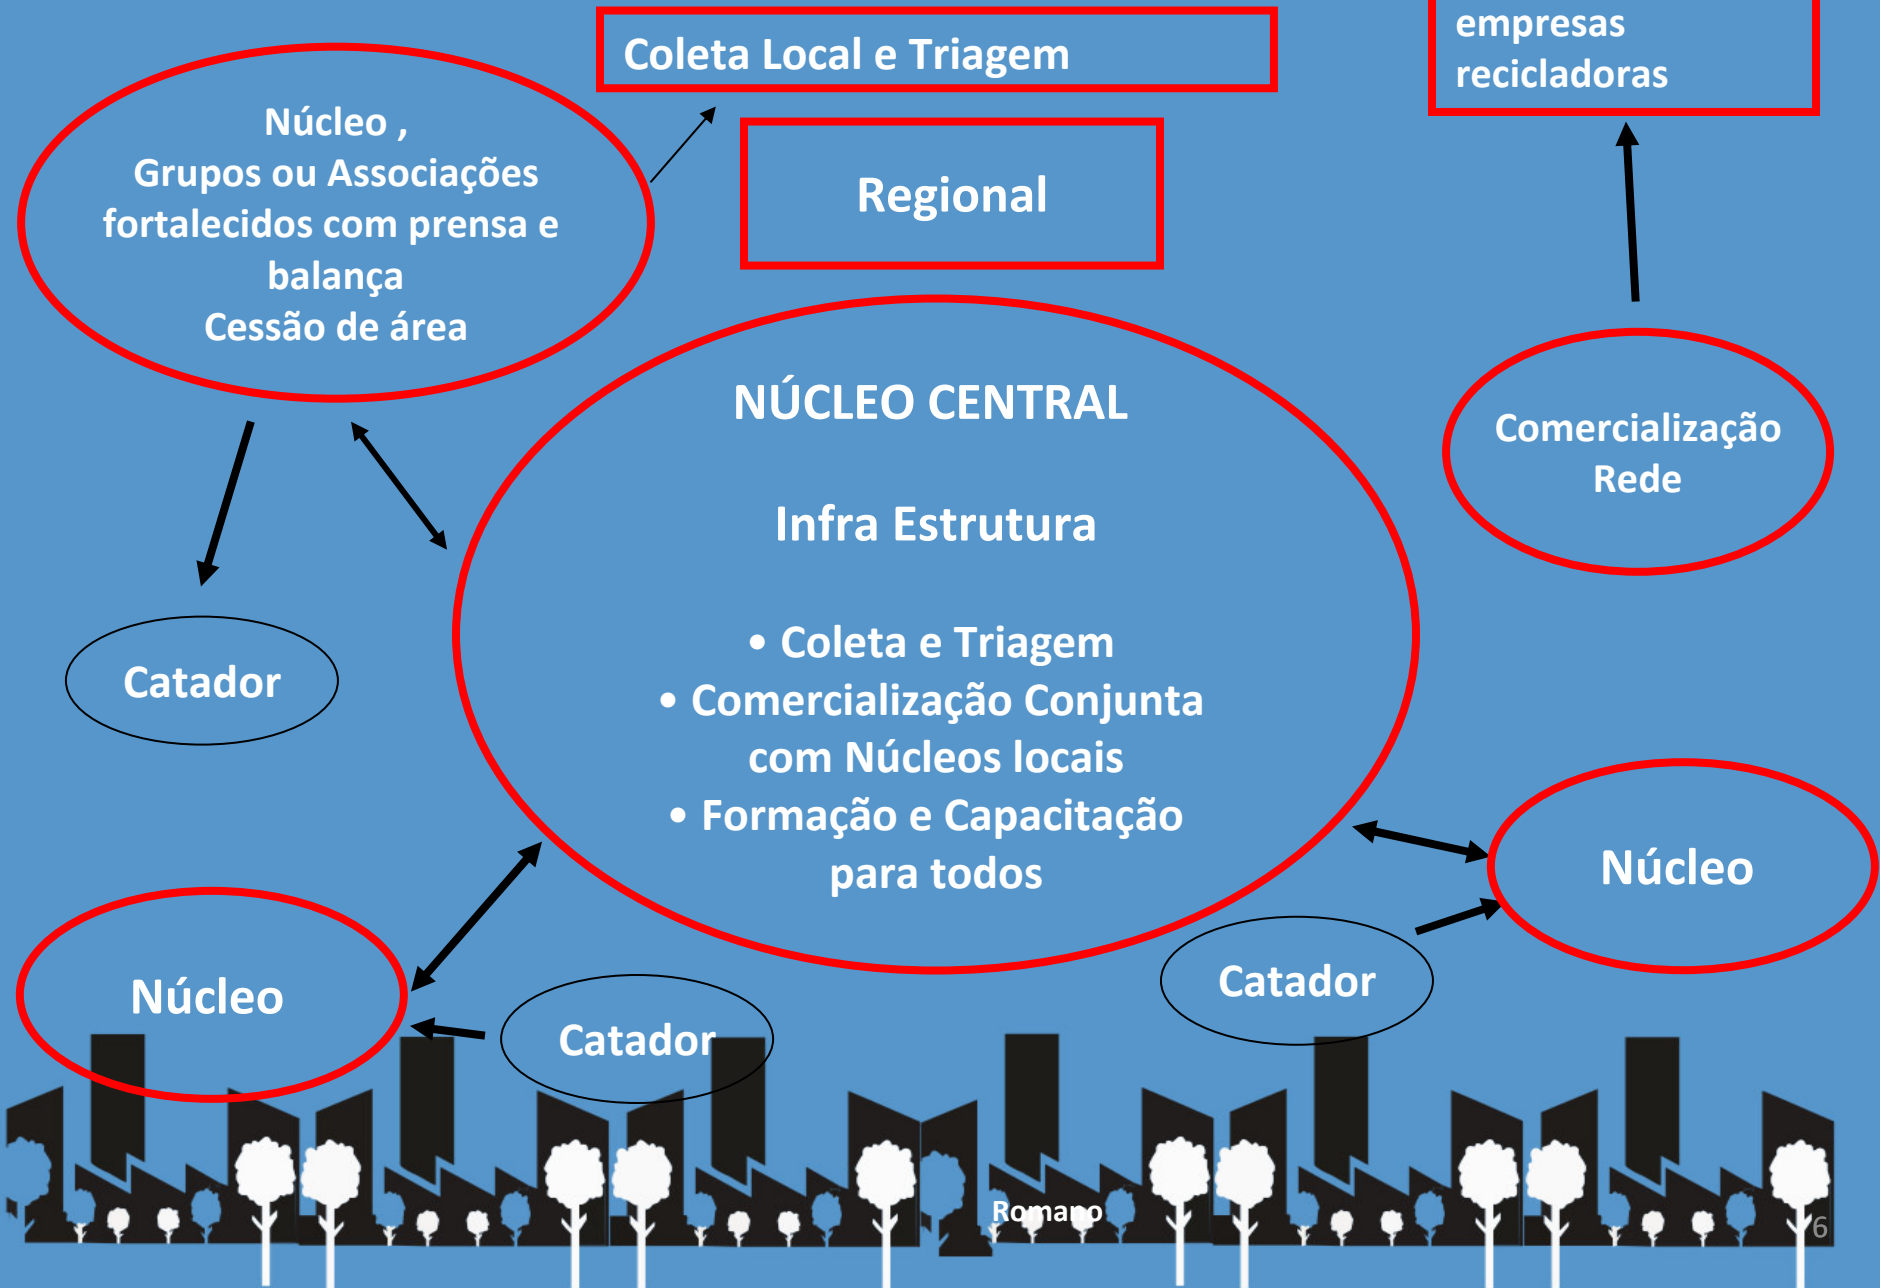 empresas
recicladoras
Coleta Local e Triagem
Núcleo ,
Grupos ou Associações
fortalecidos com prensa e
balança
Cessão de área
Regional
NÚCLEO CENTRAL
Infra Estrutura
• Coleta e Triagem
• Comercialização Conjunta
com Núcleos locais
• Formação e Capacitação
para todos
Comercialização
Rede
Catador
Núcleo
Catador
Núcleo
Catador
Romano
6